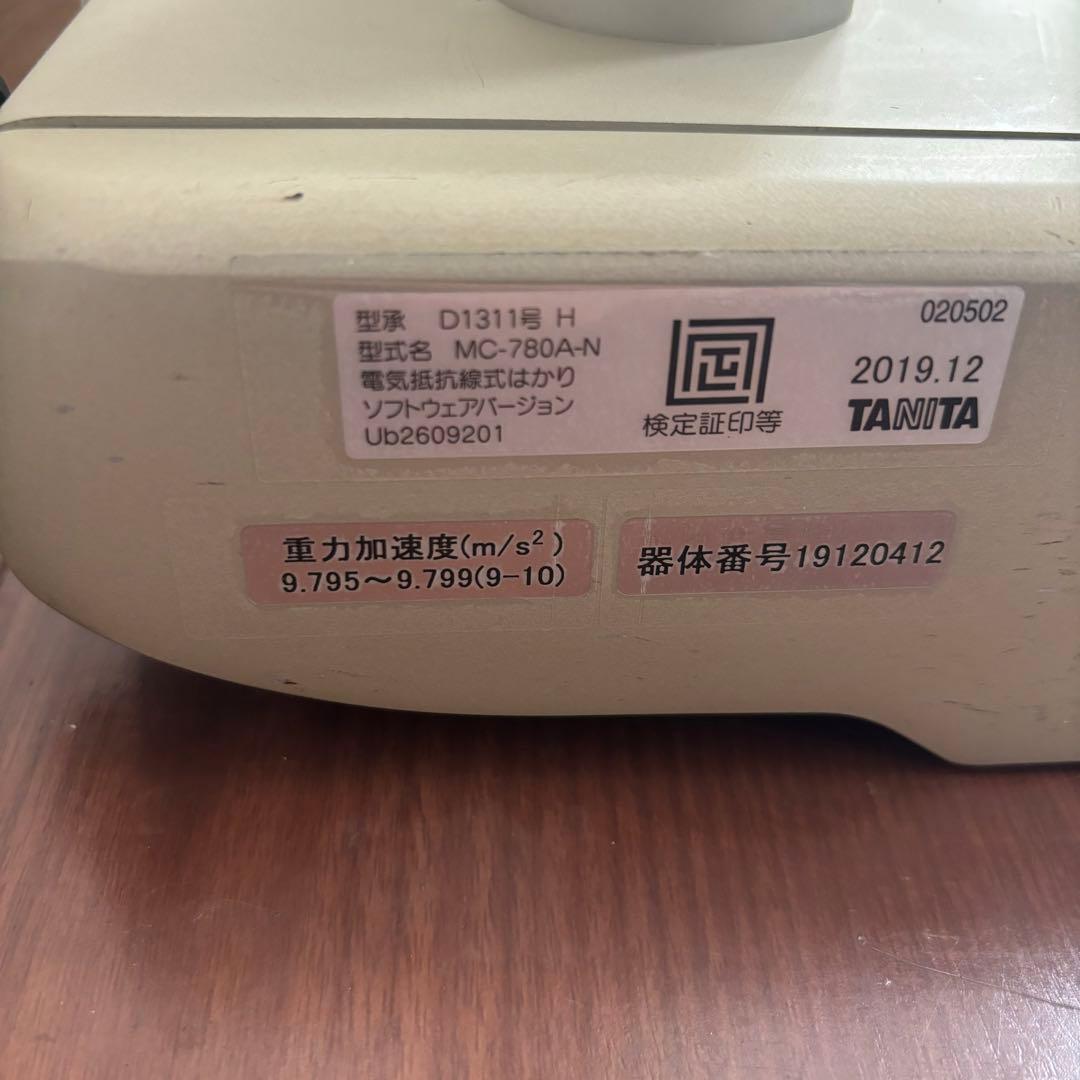 型承 D1311号 H
型式名 MC-780A-N
電気抵抗線式はかり
ソフトウェアバージョン
Ub2609201
検定証印等
020502
2019.12
TANITA
重力加速度(m/s²)
9.795～9.799(9-10)
器体番号19120412